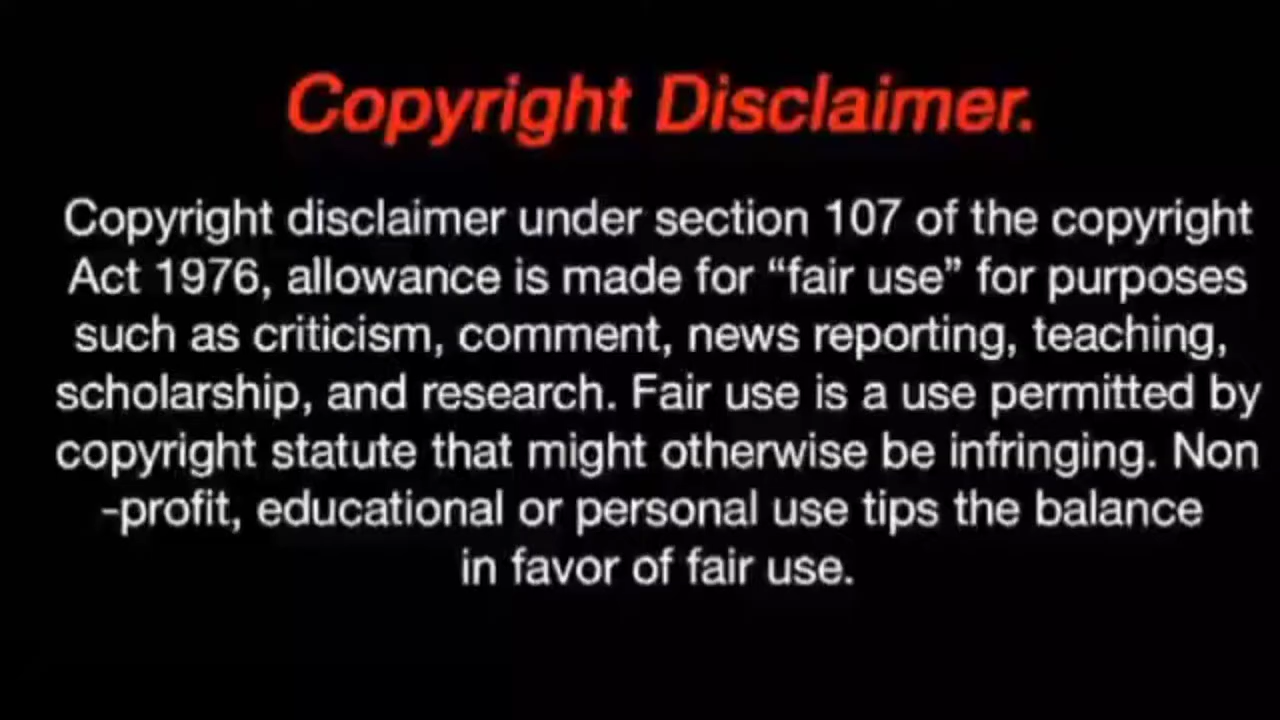 Copyright Disclaimer.
Copyright disclaimer under section 107 of the copyright
Act 1976, allowance is made for “fair use” for purposes
such as criticism, comment, news reporting, teaching,
scholarship, and research. Fair use is a use permitted by
copyright statute that might otherwise be infringing. Non
-profit, educational or personal use tips the balance
in favor of fair use.